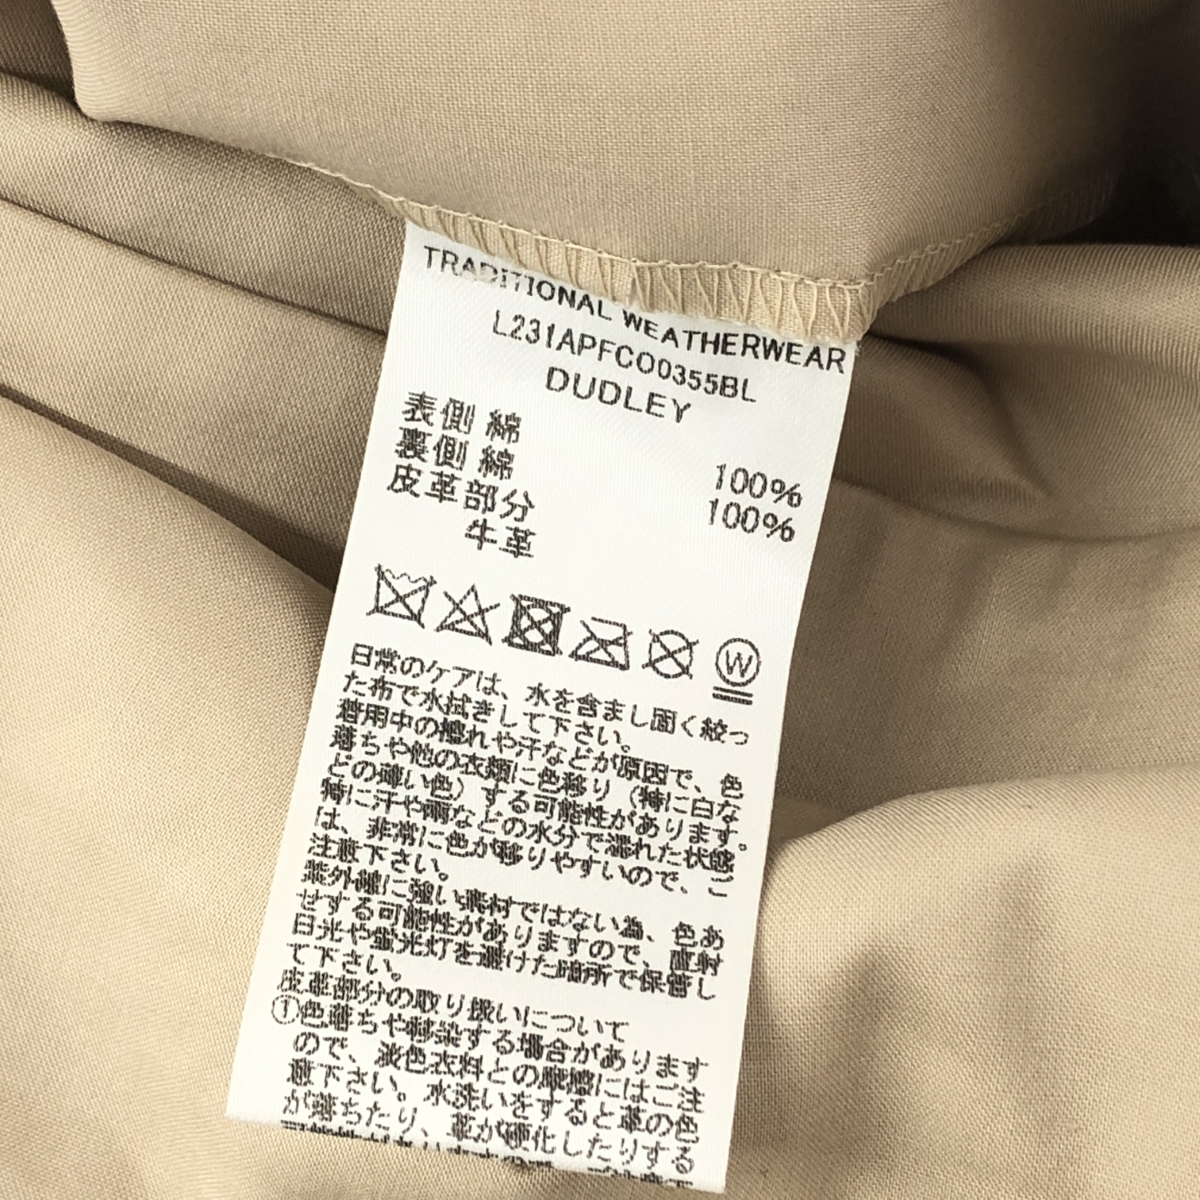 TRADITIONAL WEATHERWEAR
L231APFCO0355BL
DUDLEY
表側 綿 100%
裏側 綿 100%
皮革部分
牛革
W
日常のケアは、水を含まし固く絞っ
た布で水拭きして下さい。
着用中の擦れや汗などが原因で、色
落ちや他の衣類に色移り（特に白な
どの薄い色）する可能性があります。
特に汗や雨などの水分で濡れた状態
は、非常に色が移りやすいので、ご
注意下さい。
紫外線に強い素材ではない為、色あ
せする可能性がありますので、直射
日光や蛍光灯を避けた暗所で保管し
て下さい。
皮革部分の取り扱いについて
①色落ちや移染する場合があります
ので、淡色衣料との摩擦にはご注
意下さい。水洗いをすると革の色
が落ちたり、革が硬化したりする